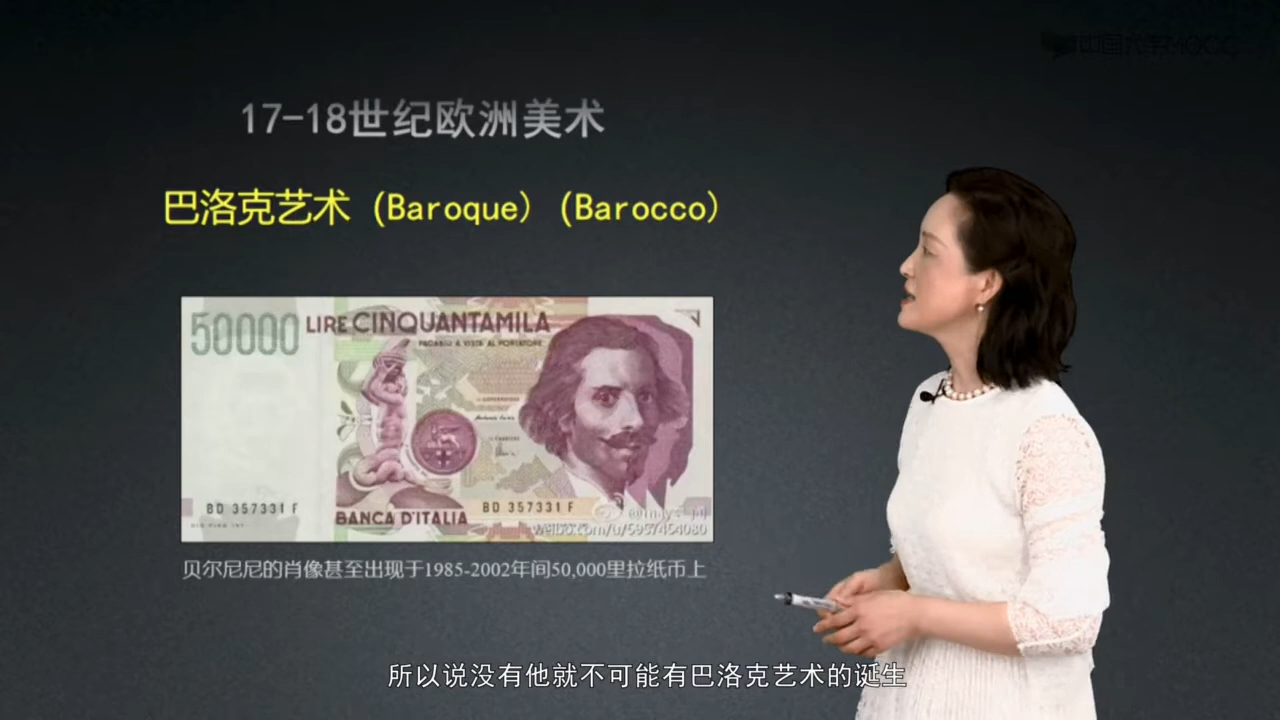 中国大学MOOC
17-18世纪欧洲美术
巴洛克艺术 (Baroque) (Barocco)
50000
LIRE CINQUANTAMILA
PAGABILI A VISTA AL PORTATORE
BD 357331 F
BD 357331 F
BANCA D'ITALIA
贝尔尼尼的肖像甚至出现于1985-2002年间50,000里拉纸币上
所以说没有他就不可能有巴洛克艺术的诞生